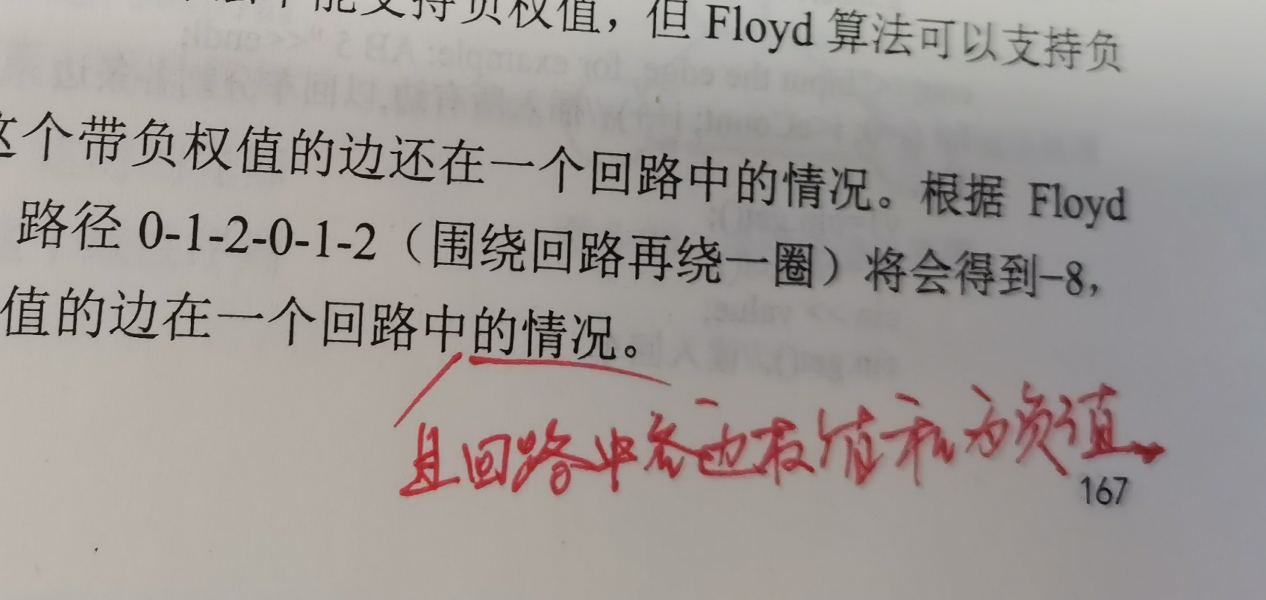 能支持负权值，但 Floyd 算法可以支持负
这个带负权值的边还在一个回路中的情况。根据 Floyd
路径 0-1-2-0-1-2（围绕回路再绕一圈）将会得到-8，
值的边在一个回路中的情况。
且回路中各边权值和为负值
167